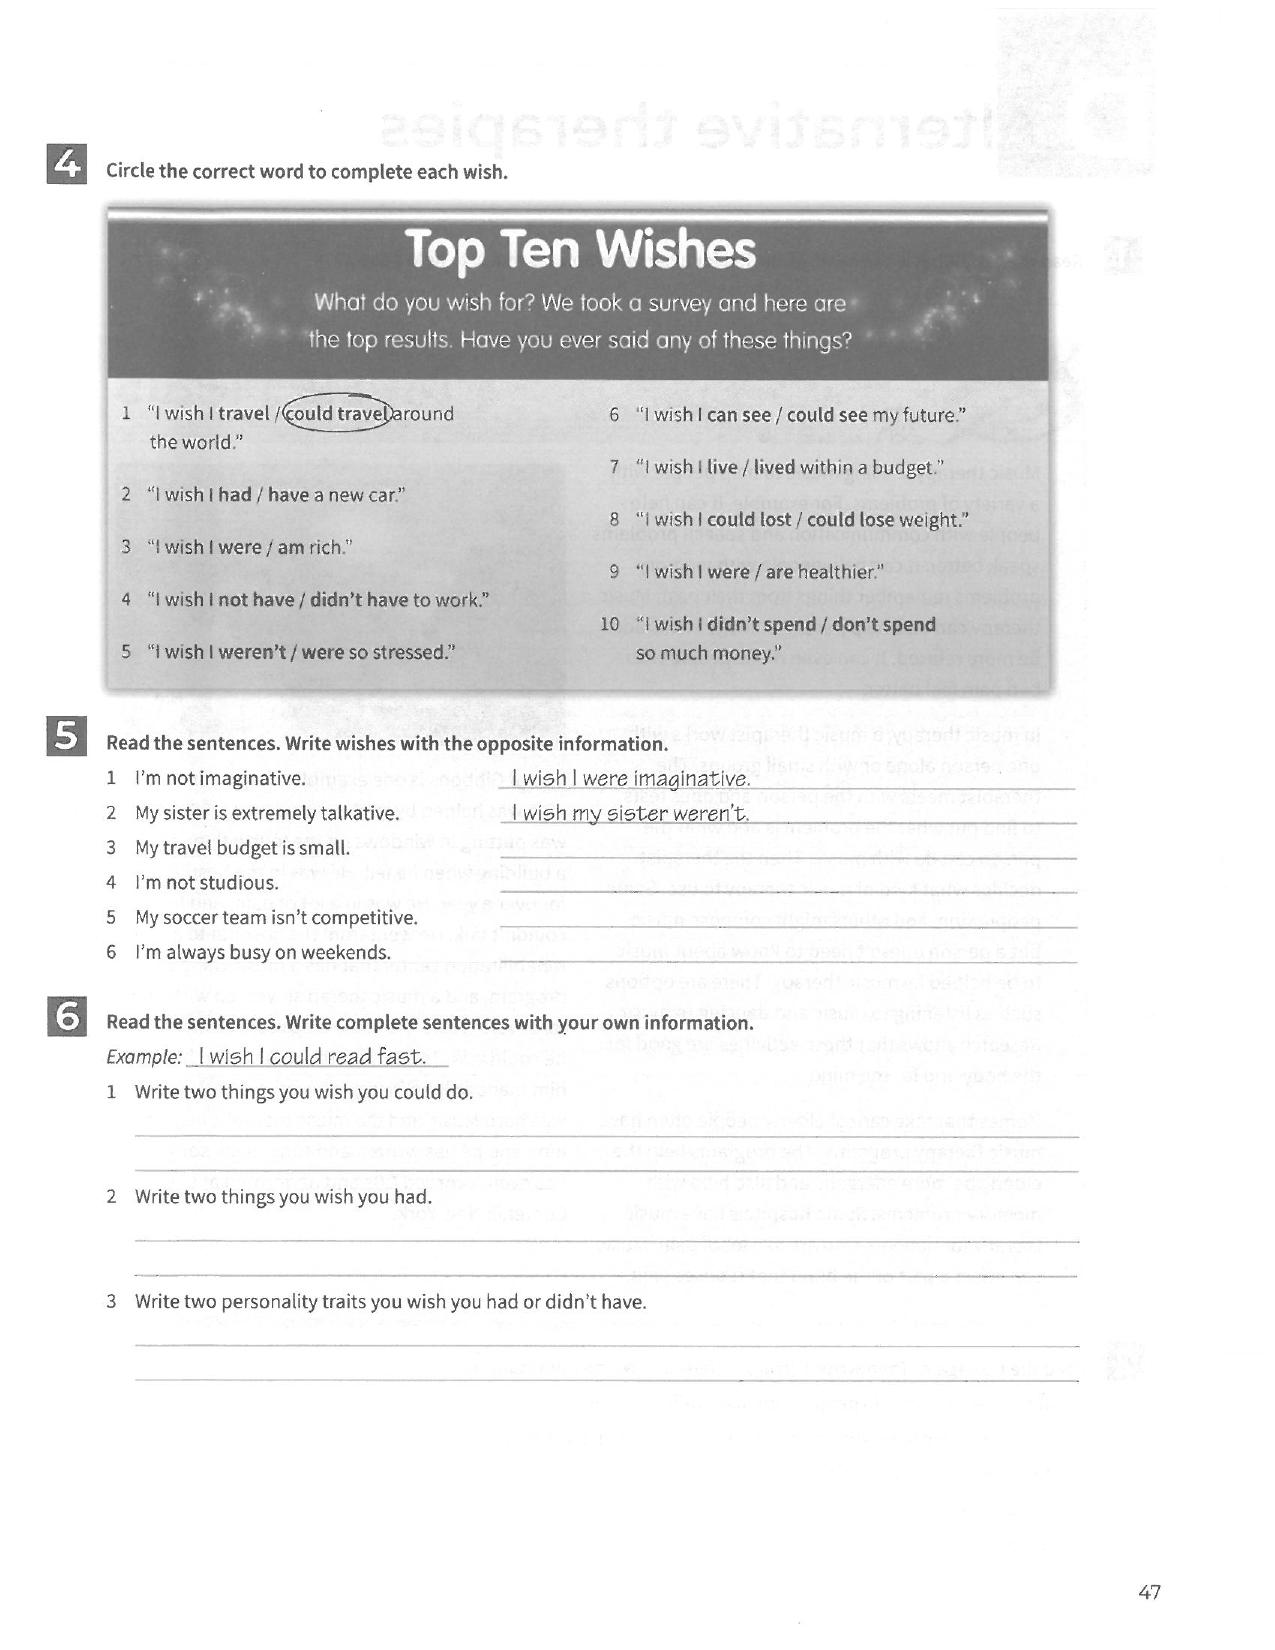 4 Circle the correct word to complete each wish.
Top Ten Wishes
What do you wish for? We took a survey and here are
the top results. Have you ever said any of these things?
1 "I wish I travel / could travel around
the world."
2 "I wish I had / have a new car."
3 "I wish I were / am rich."
4 "I wish I not have / didn't have to work."
5 "I wish I weren't / were so stressed."
6 "I wish I can see / could see my future."
7 "I wish I live / lived within a budget."
8 "I wish I could lost / could lose weight."
9 "I wish I were / are healthier."
10 "I wish I didn't spend / don't spend
so much money."
5 Read the sentences. Write wishes with the opposite information.
1 I'm not imaginative. I wish I were imaginative.
2 My sister is extremely talkative. I wish my sister weren't.
3 My travel budget is small.
4 I'm not studious.
5 My soccer team isn't competitive.
6 I'm always busy on weekends.
6 Read the sentences. Write complete sentences with your own information.
Example: I wish I could read fast.
1 Write two things you wish you could do.
2 Write two things you wish you had.
3 Write two personality traits you wish you had or didn't have.
47